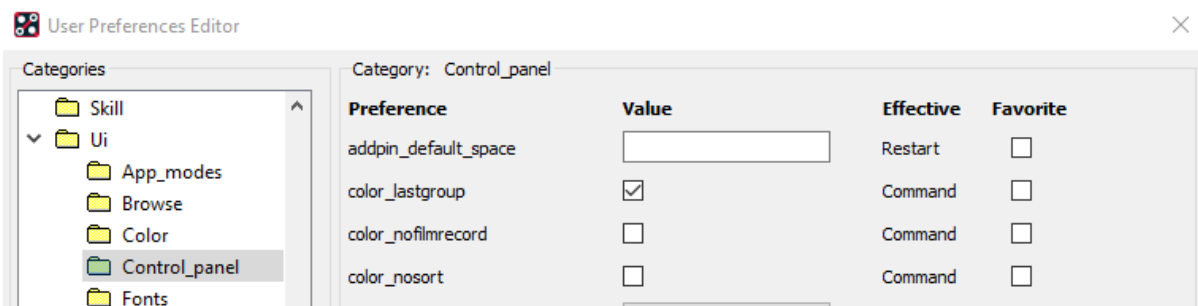 User Preferences Editor
Categories
Skill
Ui
App_modes
Browse
Color
Control_panel
Fonts
Category: Control_panel
Preference Value Effective Favorite
addpin_default_space Restart
color_lastgroup Command
color_nofilmrecord Command
color_nosort Command